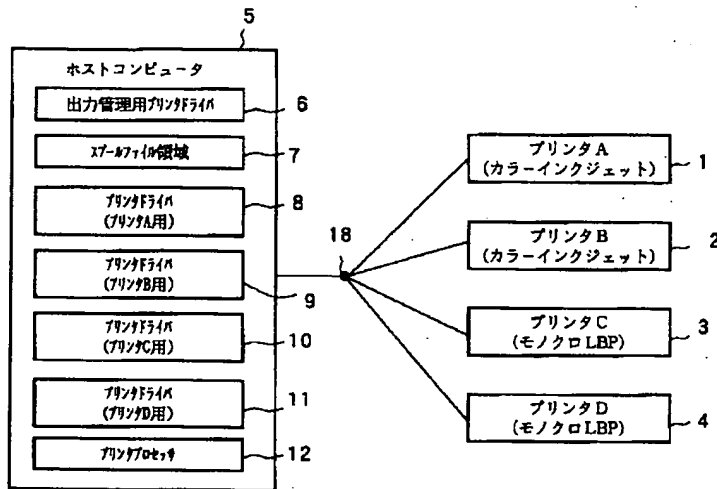 5
ホストコンピュータ
出力管理用プリンタドライバ
6
スプールファイル領域
7
プリンタドライバ
(プリンタA用)
8
プリンタドライバ
(プリンタB用)
9
プリンタドライバ
(プリンタC用)
10
プリンタドライバ
(プリンタD用)
11
プリントプロセッサ
12
18
プリンタA
(カラーインクジェット)
1
プリンタB
(カラーインクジェット)
2
プリンタC
(モノクロLBP)
3
プリンタD
(モノクロLBP)
4